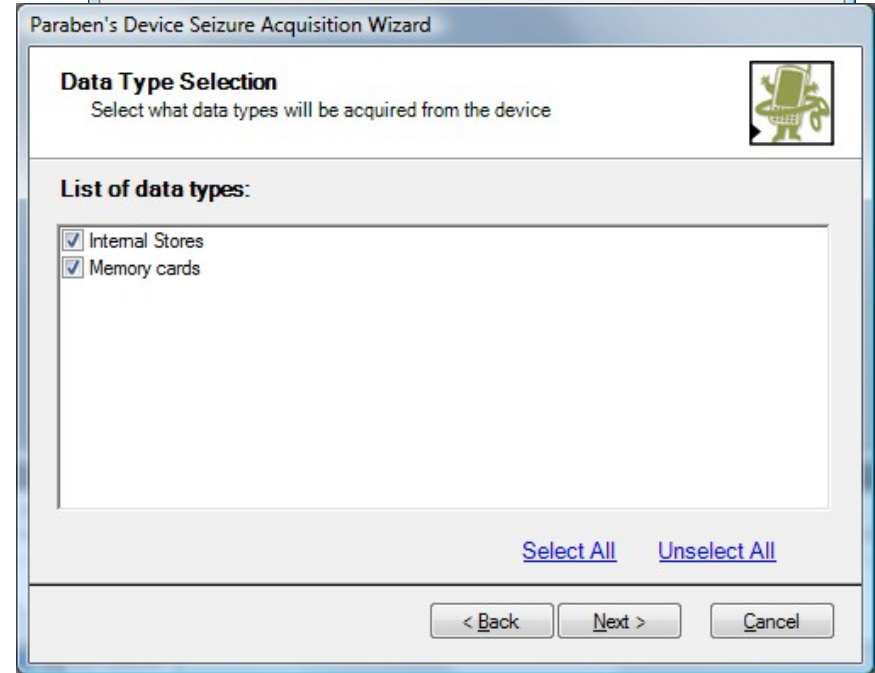 Paraben's Device Seizure Acquisition Wizard
Data Type Selection
Select what data types will be acquired from the device
List of data types:
Internal Stores
Memory cards
Select All Unselect All
< Back Next > Cancel